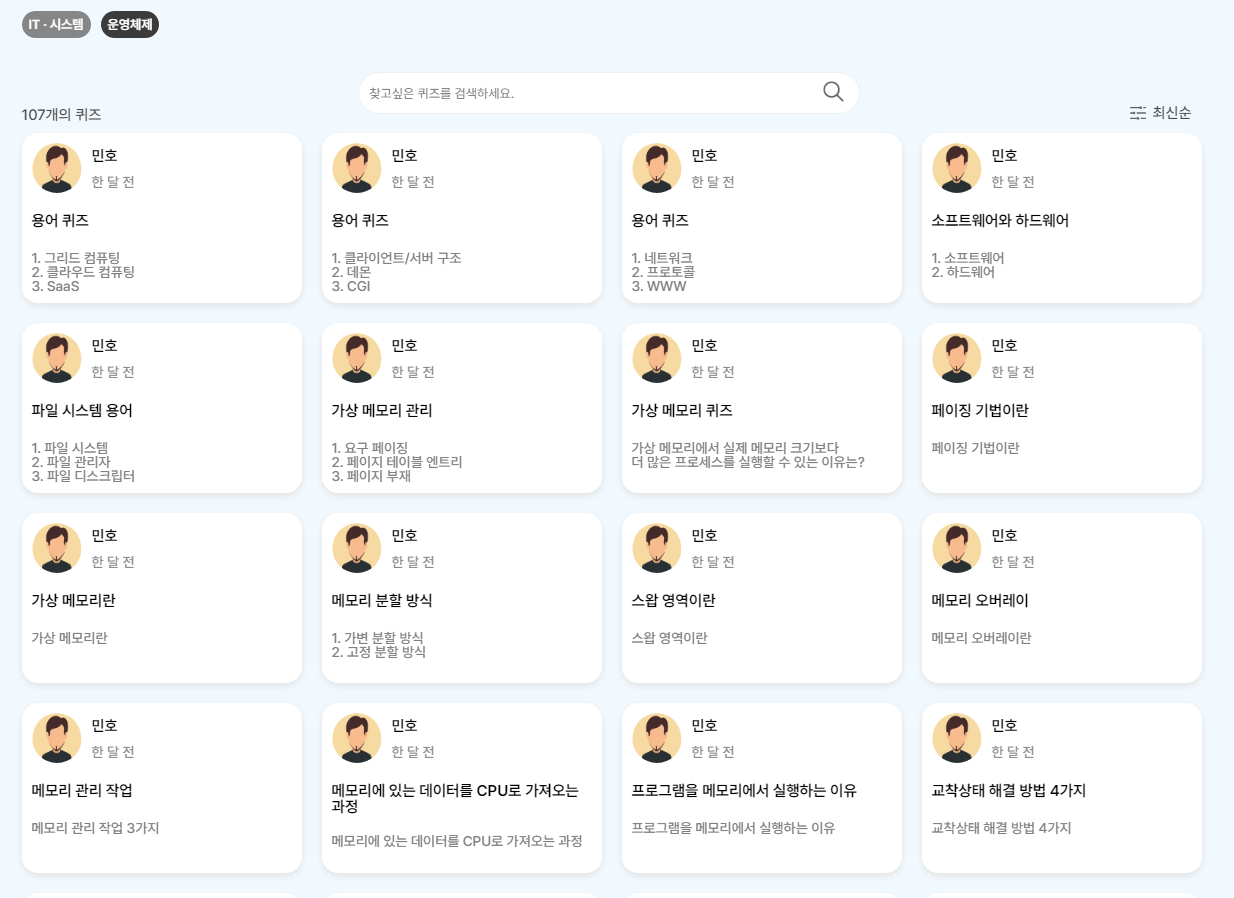 IT · 시스템
운영체제
찾고싶은 퀴즈를 검색하세요.
107개의 퀴즈
최신순
민호
한 달 전
용어 퀴즈
1. 그리드 컴퓨팅
2. 클라우드 컴퓨팅
3. SaaS
민호
한 달 전
용어 퀴즈
1. 클라이언트/서버 구조
2. 데몬
3. CGI
민호
한 달 전
용어 퀴즈
1. 네트워크
2. 프로토콜
3. WWW
민호
한 달 전
소프트웨어와 하드웨어
1. 소프트웨어
2. 하드웨어
민호
한 달 전
파일 시스템 용어
1. 파일 시스템
2. 파일 관리자
3. 파일 디스크립터
민호
한 달 전
가상 메모리 관리
1. 요구 페이징
2. 페이지 테이블 엔트리
3. 페이지 부재
민호
한 달 전
가상 메모리 퀴즈
가상 메모리에서 실제 메모리 크기보다
더 많은 프로세스를 실행할 수 있는 이유는?
민호
한 달 전
페이징 기법이란
페이징 기법이란
민호
한 달 전
가상 메모리란
가상 메모리란
민호
한 달 전
메모리 분할 방식
1. 가변 분할 방식
2. 고정 분할 방식
민호
한 달 전
스왑 영역이란
스왑 영역이란
민호
한 달 전
메모리 오버레이
메모리 오버레이란
민호
한 달 전
메모리 관리 작업
메모리 관리 작업 3가지
민호
한 달 전
메모리에 있는 데이터를 CPU로 가져오는
과정
메모리에 있는 데이터를 CPU로 가져오는 과정
민호
한 달 전
프로그램을 메모리에서 실행하는 이유
프로그램을 메모리에서 실행하는 이유
민호
한 달 전
교착상태 해결 방법 4가지
교착상태 해결 방법 4가지